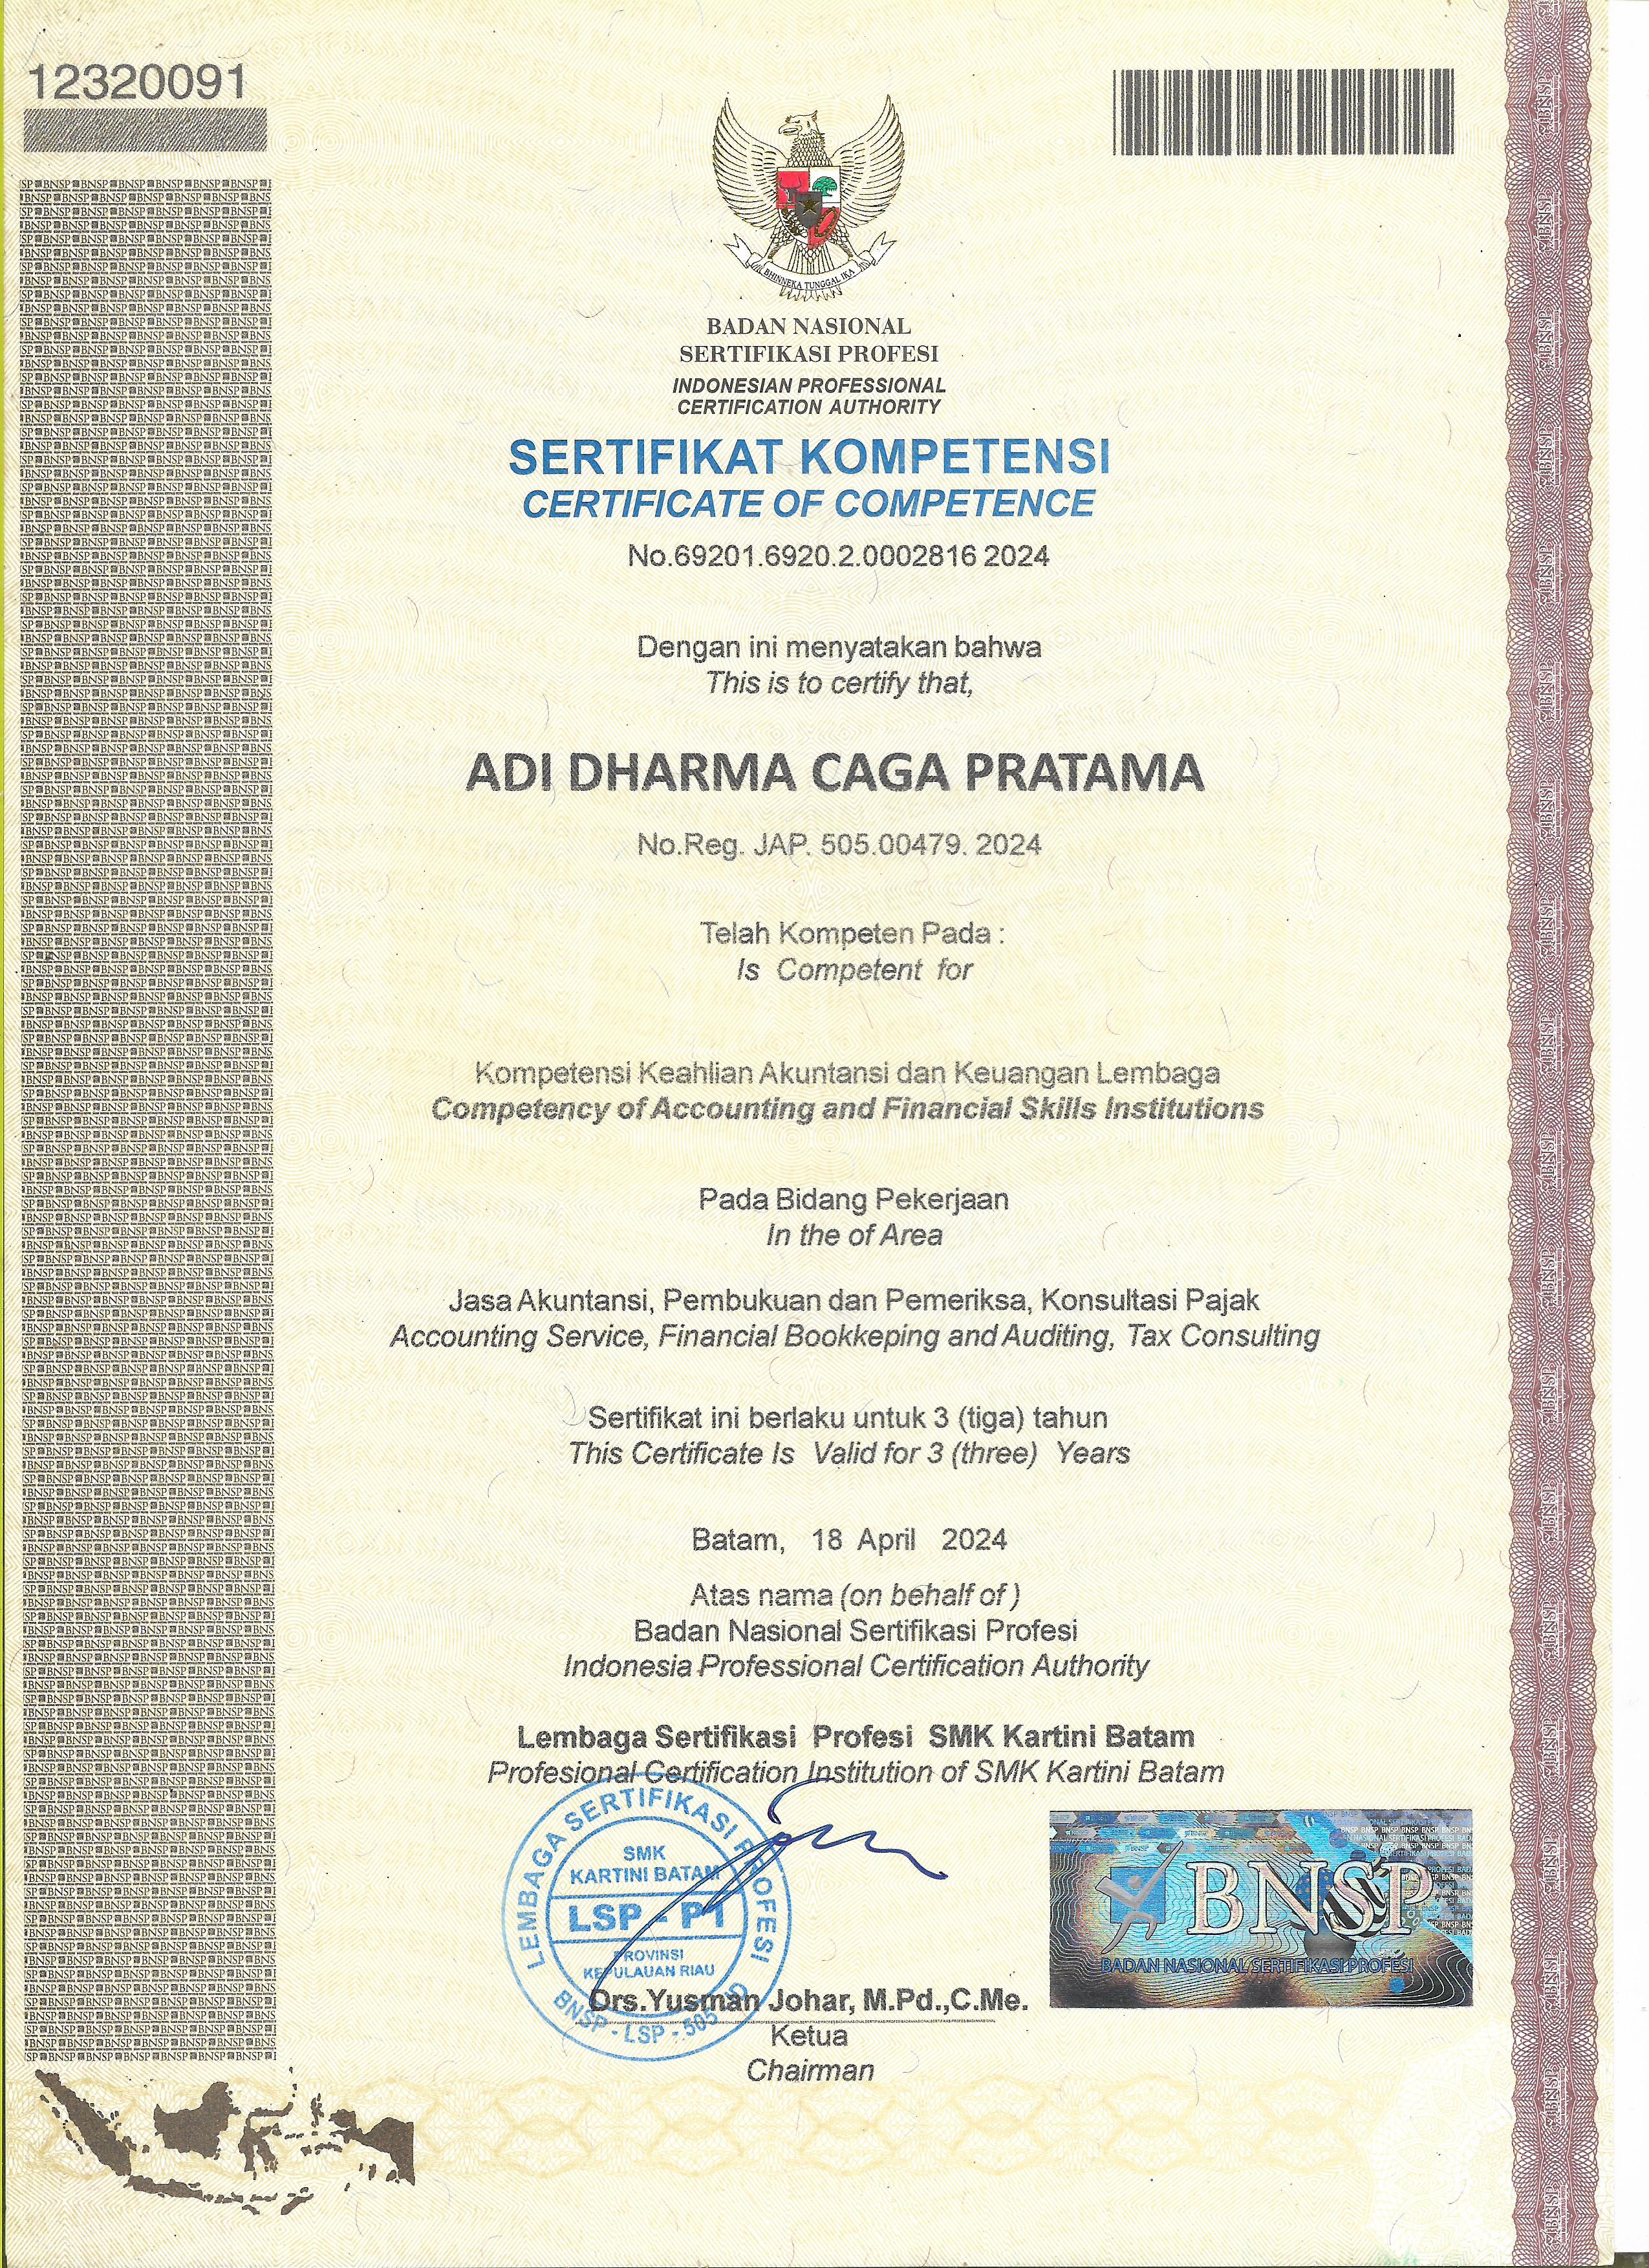 12320091
BHINNEKA TUNGGAL IKA
BADAN NASIONAL
SERTIFIKASI PROFESI
INDONESIAN PROFESSIONAL
CERTIFICATION AUTHORITY
SERTIFIKAT KOMPETENSI
CERTIFICATE OF COMPETENCE
No.69201.6920.2.0002816 2024
Dengan ini menyatakan bahwa
This is to certify that,
ADI DHARMA CAGA PRATAMA
No.Reg. JAP. 505.00479. 2024
Telah Kompeten Pada :
Is Competent for
Kompetensi Keahlian Akuntansi dan Keuangan Lembaga
Competency of Accounting and Financial Skills Institutions
Pada Bidang Pekerjaan
In the of Area
Jasa Akuntansi, Pembukuan dan Pemeriksa, Konsultasi Pajak
Accounting Service, Financial Bookkeping and Auditing, Tax Consulting
Sertifikat ini berlaku untuk 3 (tiga) tahun
This Certificate Is Valid for 3 (three) Years
Batam, 18 April 2024
Atas nama (on behalf of )
Badan Nasional Sertifikasi Profesi
Indonesia Professional Certification Authority
Lembaga Sertifikasi Profesi SMK Kartini Batam
Profesional Certification Institution of SMK Kartini Batam
LEMBAGA SERTIFIKASI PROFESI
SMK
KARTINI BATAM
LSP - P1
PROVINSI
KEPULAUAN RIAU
BNSP - LSP - 505 - ID
BNSP
BADAN NASIONAL SERTIFIKASI PROFESI
Drs.Yusman Johar, M.Pd.,C.Me.
Ketua
Chairman